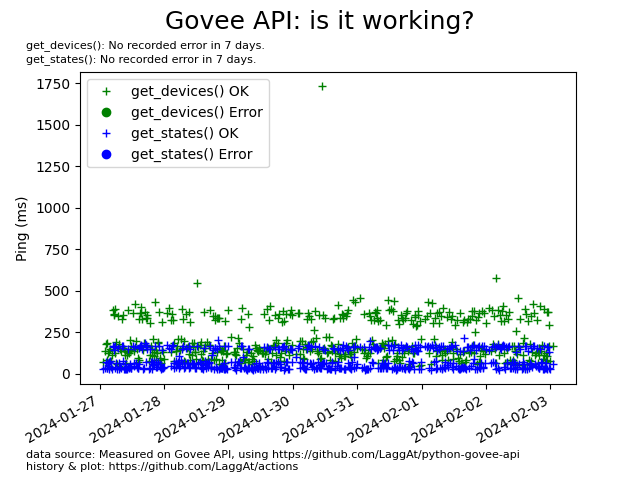 Govee API: is it working?
get_devices(): No recorded error in 7 days.
get_states(): No recorded error in 7 days.
get_devices() OK
get_devices() Error
get_states() OK
get_states() Error
Ping (ms)
1750
1500
1250
1000
750
500
250
0
2024-01-27
2024-01-28
2024-01-29
2024-01-30
2024-01-31
2024-02-01
2024-02-02
2024-02-03
data source: Measured on Govee API, using https://github.com/LaggAt/python-govee-api
history & plot: https://github.com/LaggAt/actions